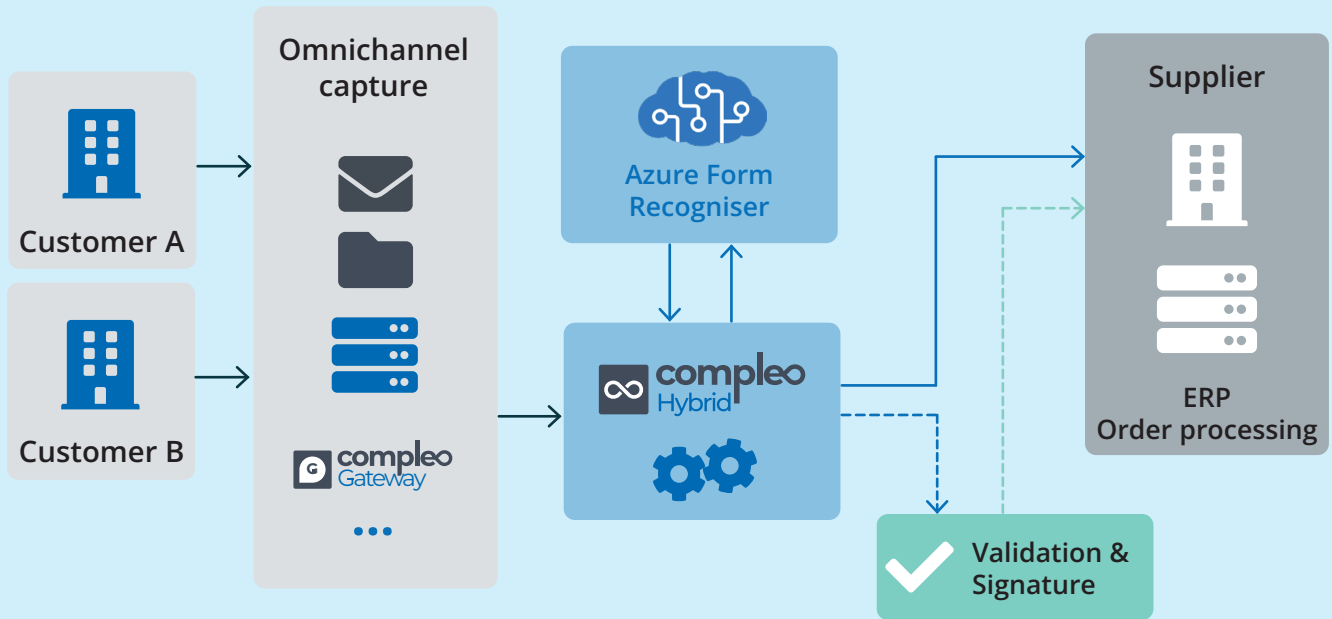 Customer A
Customer B
Omnichannel
capture
G
compleo
Gateway
Azure Form
Recogniser
compleo
Hybrid
Validation &
Signature
Supplier
ERP
Order processing